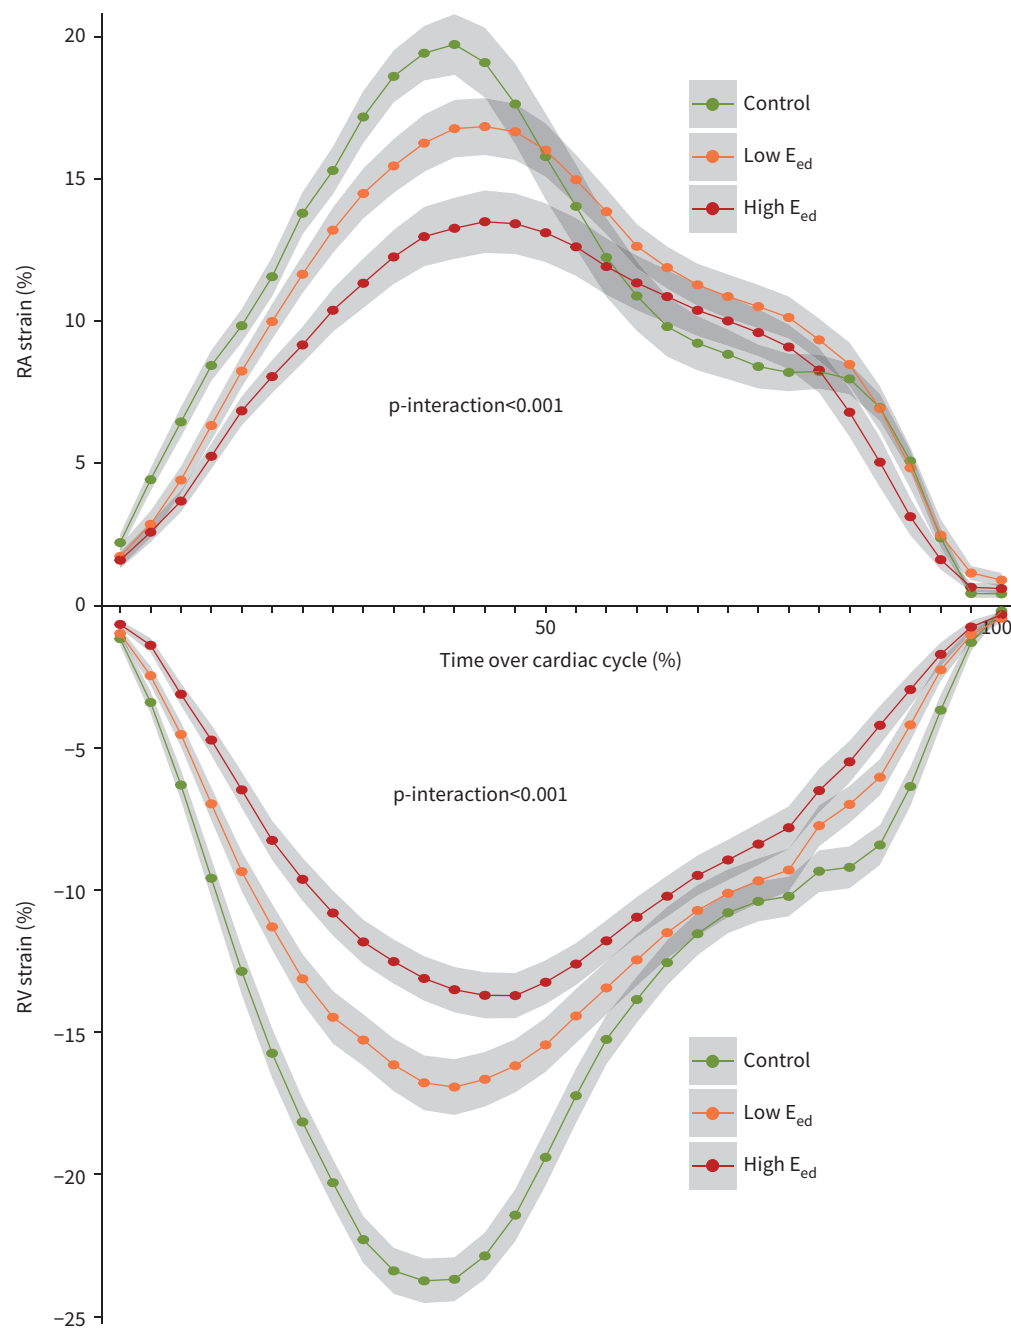 20
Control
Low Eed
15
High Eed
RA strain (%)
10
p-interaction<0.001
5
0
50
100
Time over cardiac cycle (%)
−5
p-interaction<0.001
−10
RV strain (%)
−15
Control
Low Eed
High Eed
−20
−25